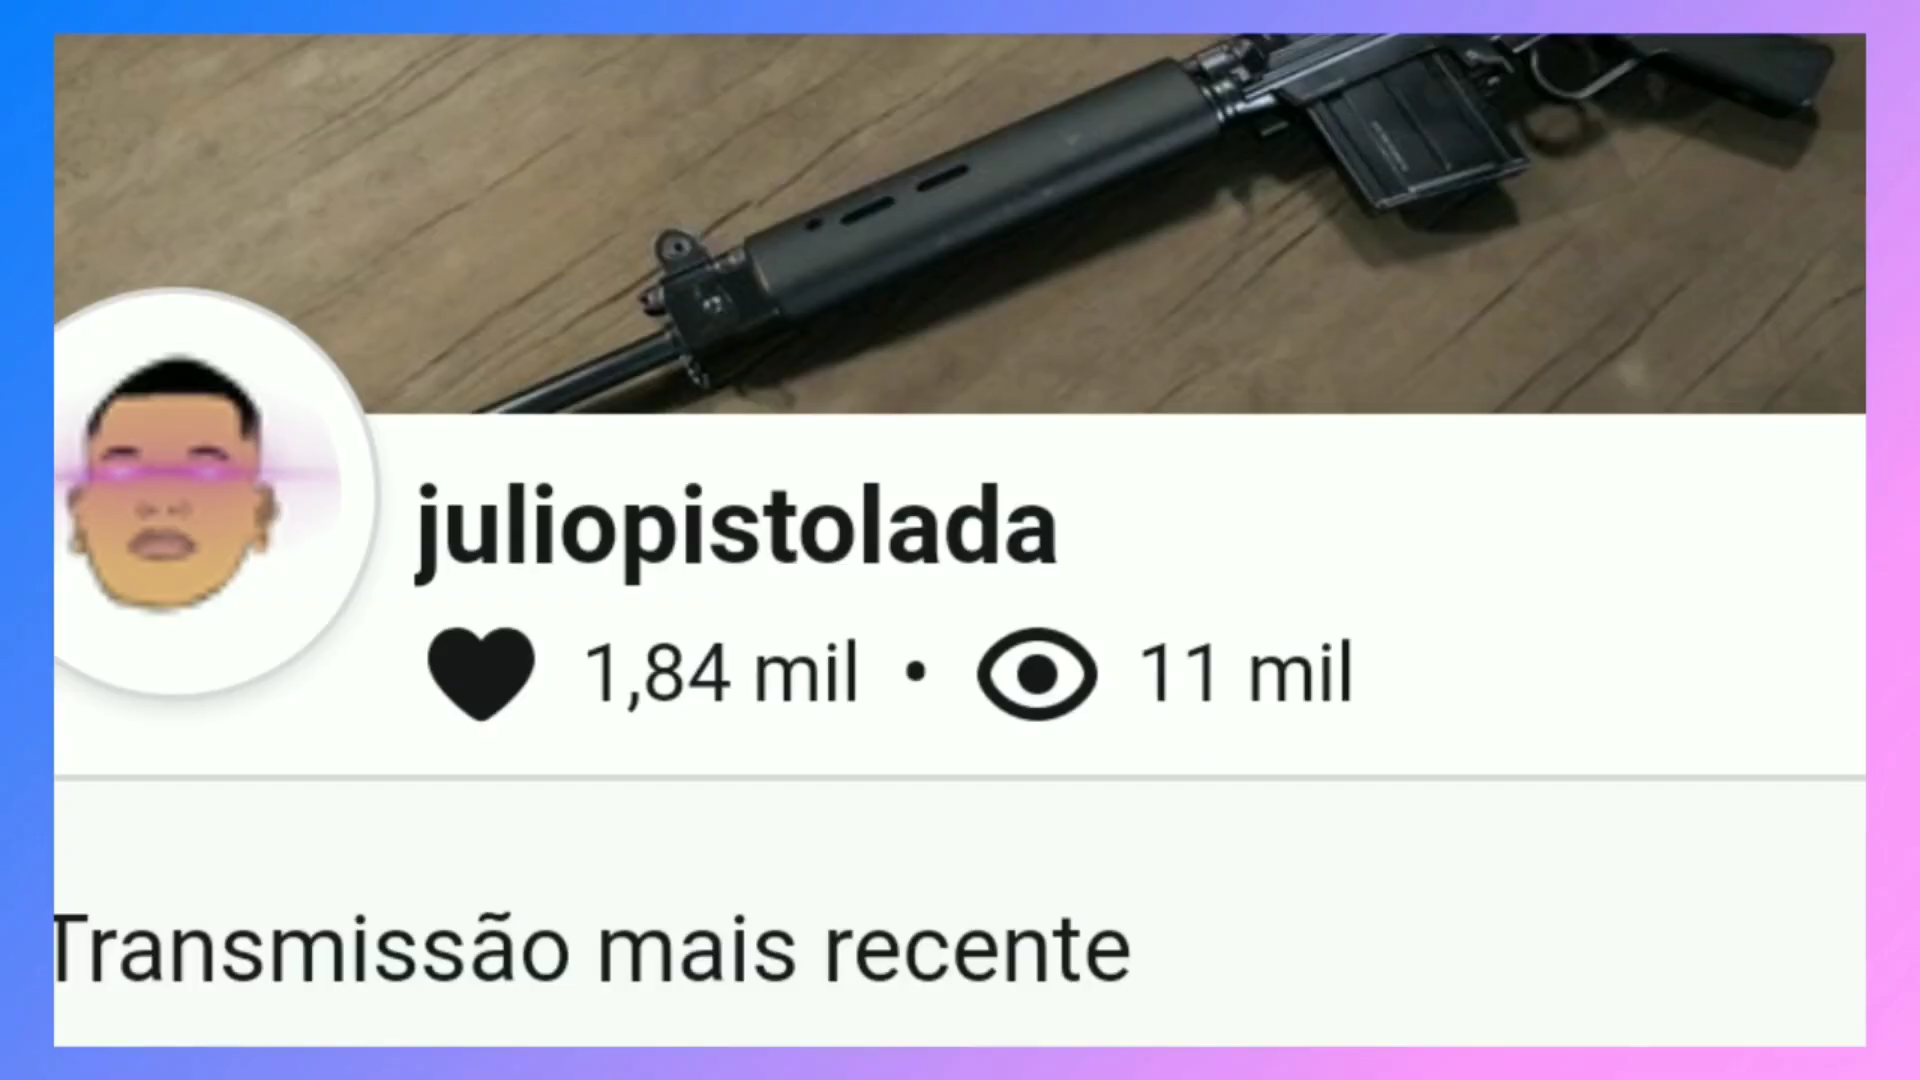 juliopistolada
1,84 mil • 11 mil
Transmissão mais recente